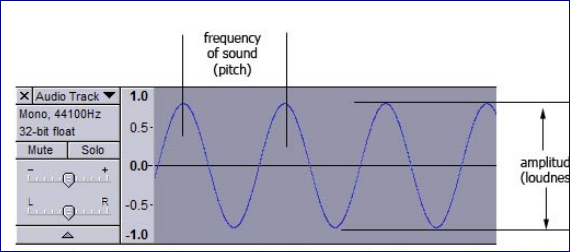 frequency
of sound
(pitch)
Audio Track
1.0
Mono, 44100Hz
32-bit float
0.5
Mute Solo
0.0
- +
-0.5
L R
-1.0
amplitud
(loudnes